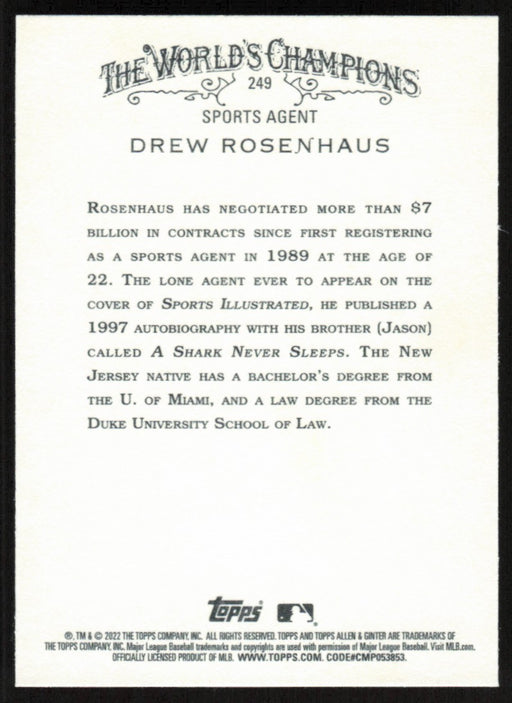 THE WORLD'S CHAMPIONS
249
SPORTS AGENT
DREW ROSENHAUS
ROSENHAUS HAS NEGOTIATED MORE THAN $7
BILLION IN CONTRACTS SINCE FIRST REGISTERING
AS A SPORTS AGENT IN 1989 AT THE AGE OF
22. THE LONE AGENT EVER TO APPEAR ON THE
COVER OF SPORTS ILLUSTRATED, HE PUBLISHED A
1997 AUTOBIOGRAPHY WITH HIS BROTHER (JASON)
CALLED A SHARK NEVER SLEEPS. THE NEW
JERSEY NATIVE HAS A BACHELOR'S DEGREE FROM
THE U. OF MIAMI, AND A LAW DEGREE FROM THE
DUKE UNIVERSITY SCHOOL OF LAW.
Topps
®, TM & © 2022 THE TOPPS COMPANY, INC. ALL RIGHTS RESERVED. TOPPS AND TOPPS ALLEN & GINTER ARE TRADEMARKS OF
THE TOPPS COMPANY, INC. Major League Baseball trademarks and copyrights are used with permission of Major League Baseball. Visit MLB.com.
OFFICIALLY LICENSED PRODUCT OF MLB. WWW.TOPPS.COM. CODE#CMP053853.